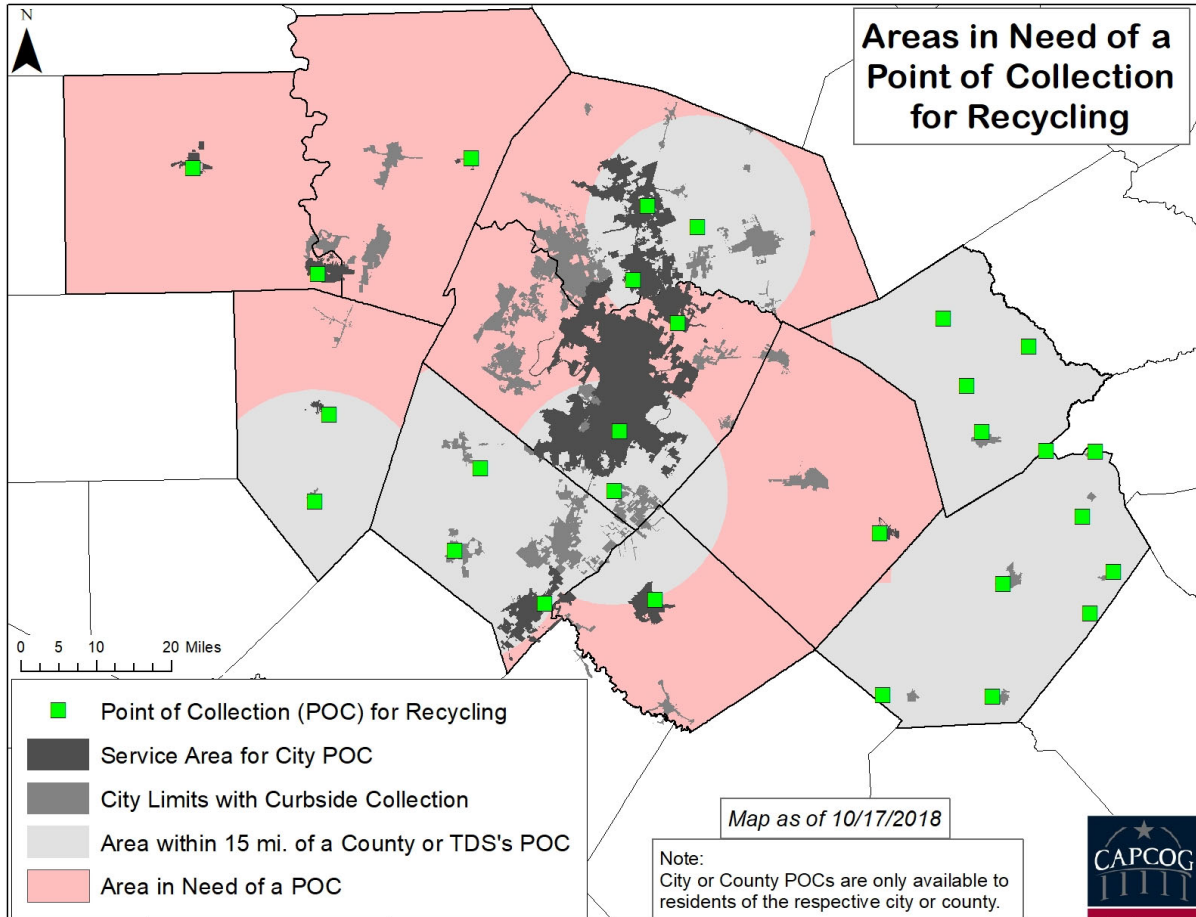 N
Areas in Need of a
Point of Collection
for Recycling
0 5 10 20 Miles
Point of Collection (POC) for Recycling
Service Area for City POC
City Limits with Curbside Collection
Area within 15 mi. of a County or TDS's POC
Area in Need of a POC
Map as of 10/17/2018
Note:
City or County POCs are only available to
residents of the respective city or county.
CAPCOG